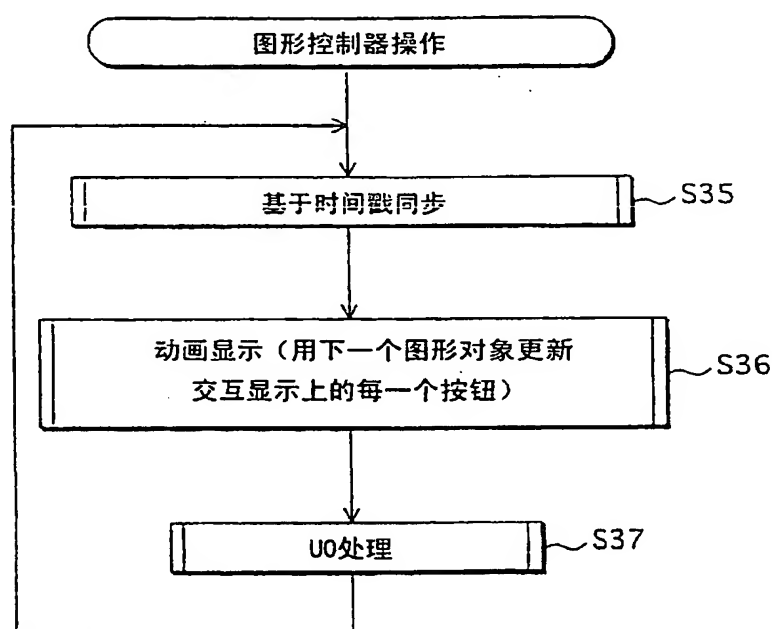 图形控制器操作
基于时间戳同步
S35
动画显示（用下一个图形对象更新
交互显示上的每一个按钮）
S36
UO处理
S37